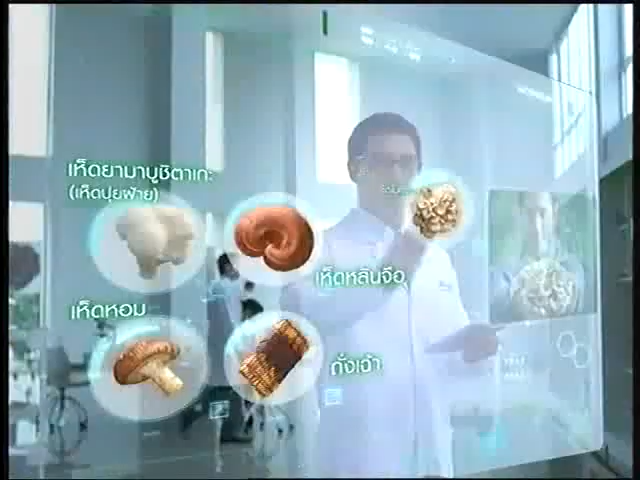 เห็ดยามาบูชิตาเกะ
(เห็ดปุยฝ้าย)
เห็ดหลินจือ
เห็ดหอม
ถั่งเฉ้า